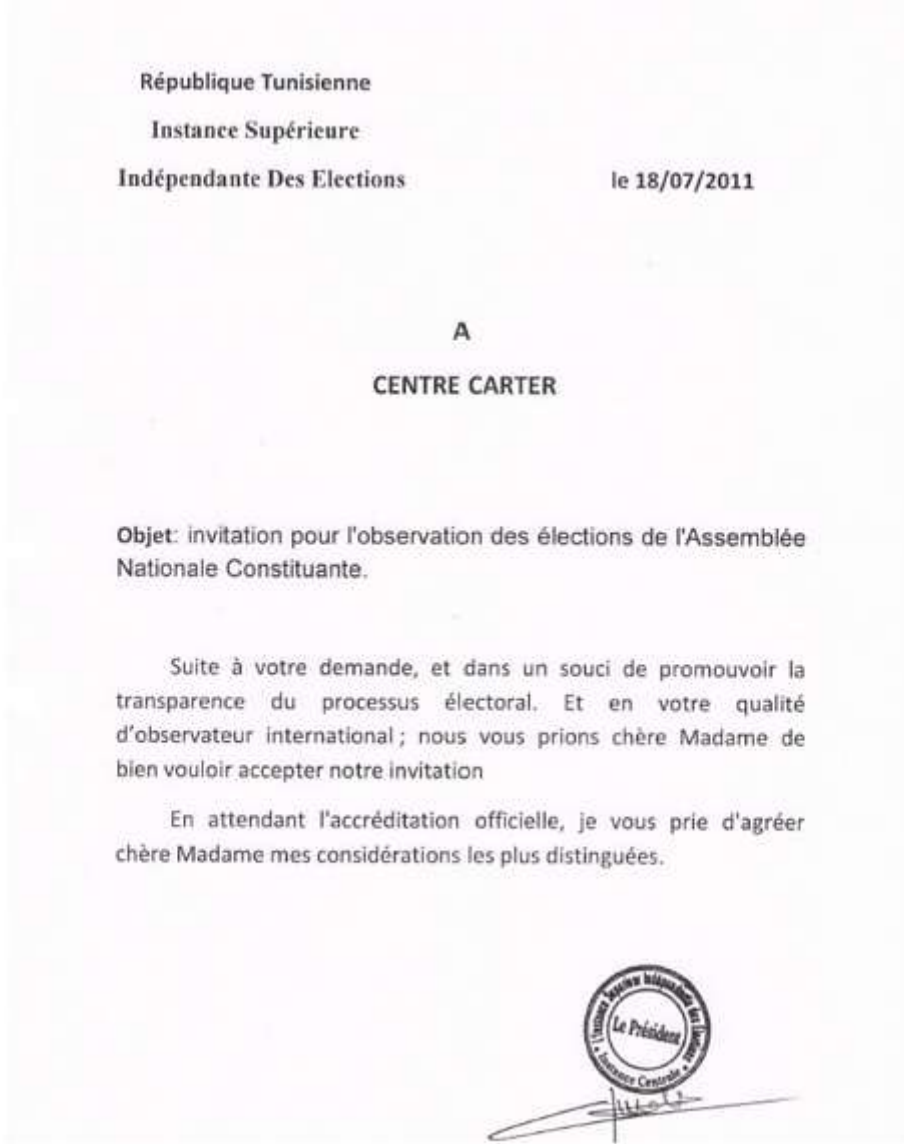 République Tunisienne
Instance Supérieure
Indépendante Des Elections
le 18/07/2011
A
CENTRE CARTER
Objet: invitation pour l'observation des élections de l'Assemblée
Nationale Constituante.
Suite à votre demande, et dans un souci de promouvoir la
transparence du processus électoral. Et en votre qualité
d'observateur international ; nous vous prions chère Madame de
bien vouloir accepter notre invitation
En attendant l'accréditation officielle, je vous prie d'agréer
chère Madame mes considérations les plus distinguées.
Le Président
Instance Centrale